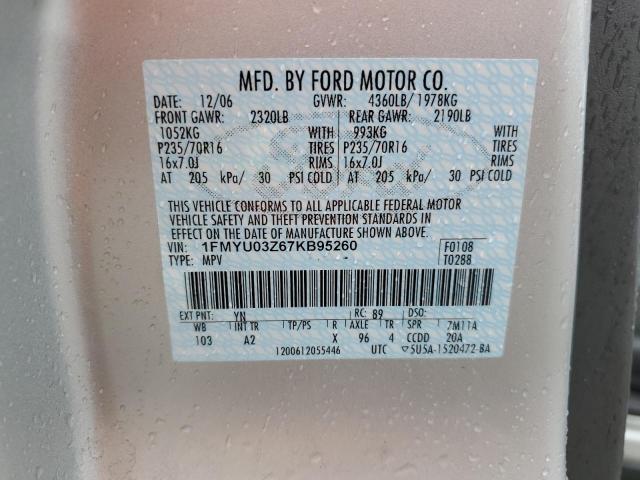 MFD. BY FORD MOTOR CO.
DATE: 12/06 GVWR: 4360LB/ 1978KG
FRONT GAWR: 2320LB REAR GAWR: 2190LB
1052KG WITH 993KG WITH
P235/70R16 TIRES P235/70R16 TIRES
16x7.0J RIMS 16x7.0J RIMS
AT 205 kPa/ 30 PSI COLD AT 205 kPa/ 30 PSI COLD
THIS VEHICLE CONFORMS TO ALL APPLICABLE FEDERAL MOTOR
VEHICLE SAFETY AND THEFT PREVENTION STANDARDS IN
EFFECT ON THE DATE OF MANUFACTURE SHOWN ABOVE.
VIN: 1FMYU03Z67KB95260 F0108
TYPE: MPV T0288
EXT PNT: YN RC: 89 DSO:
WB INT TR TP/PS R AXLE TR SPR 7M11A
103 A2 X 96 4 CCDD 20A
1200612055446 UTC ▽5U5A-1520472-BA